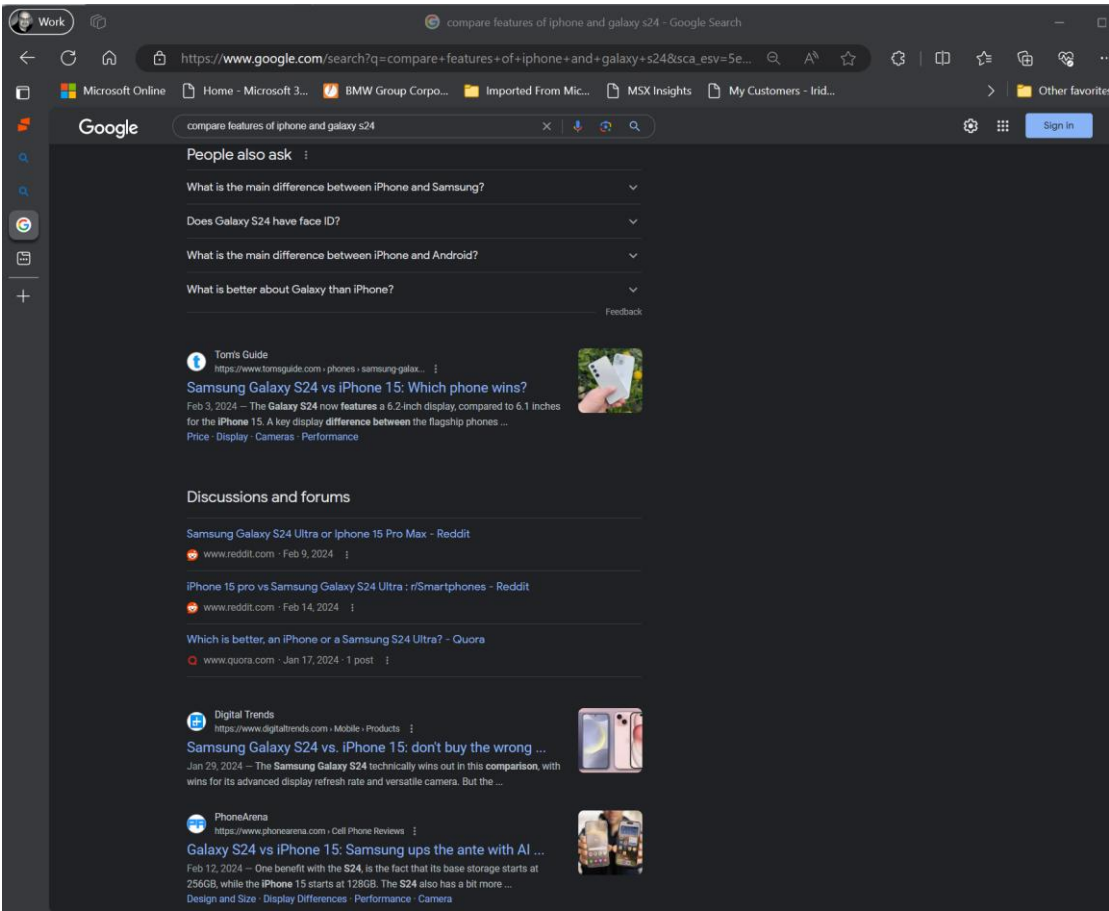 Work
compare features of iphone and galaxy s24 - Google Search
https://www.google.com/search?q=compare+features+of+iphone+and+galaxy+s24&sca_esv=5e...
Microsoft Online
Home - Microsoft 3...
BMW Group Corpo...
Imported From Mic...
MSX Insights
My Customers - Irid...
Other favorites
Google
compare features of iphone and galaxy s24
Sign in
People also ask
What is the main difference between iPhone and Samsung?
Does Galaxy S24 have face ID?
What is the main difference between iPhone and Android?
What is better about Galaxy than iPhone?
Feedback
Tom's Guide
https://www.tomsguide.com › phones › samsung-galax...
Samsung Galaxy S24 vs iPhone 15: Which phone wins?
Feb 3, 2024 — The Galaxy S24 now features a 6.2-inch display, compared to 6.1 inches
for the iPhone 15. A key display difference between the flagship phones ...
Price · Display · Cameras · Performance
Discussions and forums
Samsung Galaxy S24 Ultra or Iphone 15 Pro Max - Reddit
www.reddit.com · Feb 9, 2024
iPhone 15 pro vs Samsung Galaxy S24 Ultra : r/Smartphones - Reddit
www.reddit.com · Feb 14, 2024
Which is better, an iPhone or a Samsung S24 Ultra? - Quora
www.quora.com · Jan 17, 2024 · 1 post
Digital Trends
https://www.digitaltrends.com › Mobile › Products
Samsung Galaxy S24 vs. iPhone 15: don't buy the wrong ...
Jan 29, 2024 — The Samsung Galaxy S24 technically wins out in this comparison, with
wins for its advanced display refresh rate and versatile camera. But the ...
PhoneArena
https://www.phonearena.com › Cell Phone Reviews
Galaxy S24 vs iPhone 15: Samsung ups the ante with AI ...
Feb 12, 2024 — One benefit with the S24, is the fact that its base storage starts at
256GB, while the iPhone 15 starts at 128GB. The S24 also has a bit more ...
Design and Size · Display Differences · Performance · Camera